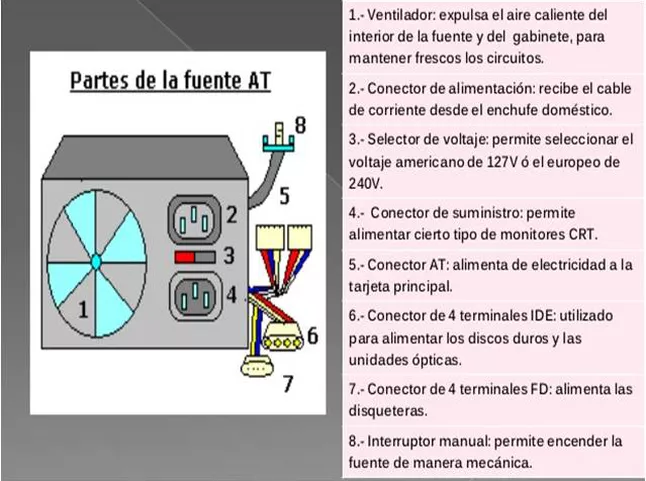 Partes de la fuente AT
8
5
2
3
4
1
6
7
1.- Ventilador: expulsa el aire caliente del
interior de la fuente y del gabinete, para
mantener frescos los circuitos.
2.- Conector de alimentación: recibe el cable
de corriente desde el enchufe doméstico.
3.- Selector de voltaje: permite seleccionar el
voltaje americano de 127V ó el europeo de
240V.
4.- Conector de suministro: permite
alimentar cierto tipo de monitores CRT.
5.- Conector AT: alimenta de electricidad a la
tarjeta principal.
6.- Conector de 4 terminales IDE: utilizado
para alimentar los discos duros y las
unidades ópticas.
7.- Conector de 4 terminales FD: alimenta las
disqueteras.
8.- Interruptor manual: permite encender la
fuente de manera mecánica.